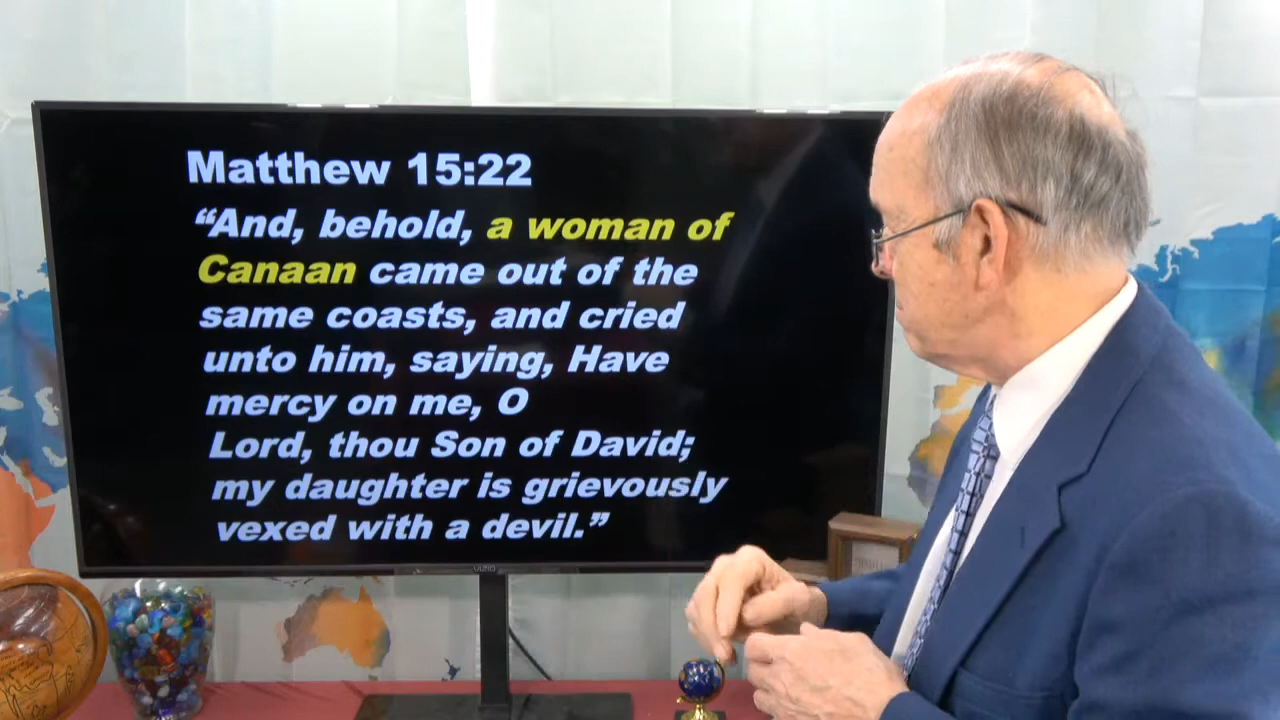 Matthew 15:22
“And, behold, a woman of
Canaan came out of the
same coasts, and cried
unto him, saying, Have
mercy on me, O
Lord, thou Son of David;
my daughter is grievously
vexed with a devil.”
VIZIO